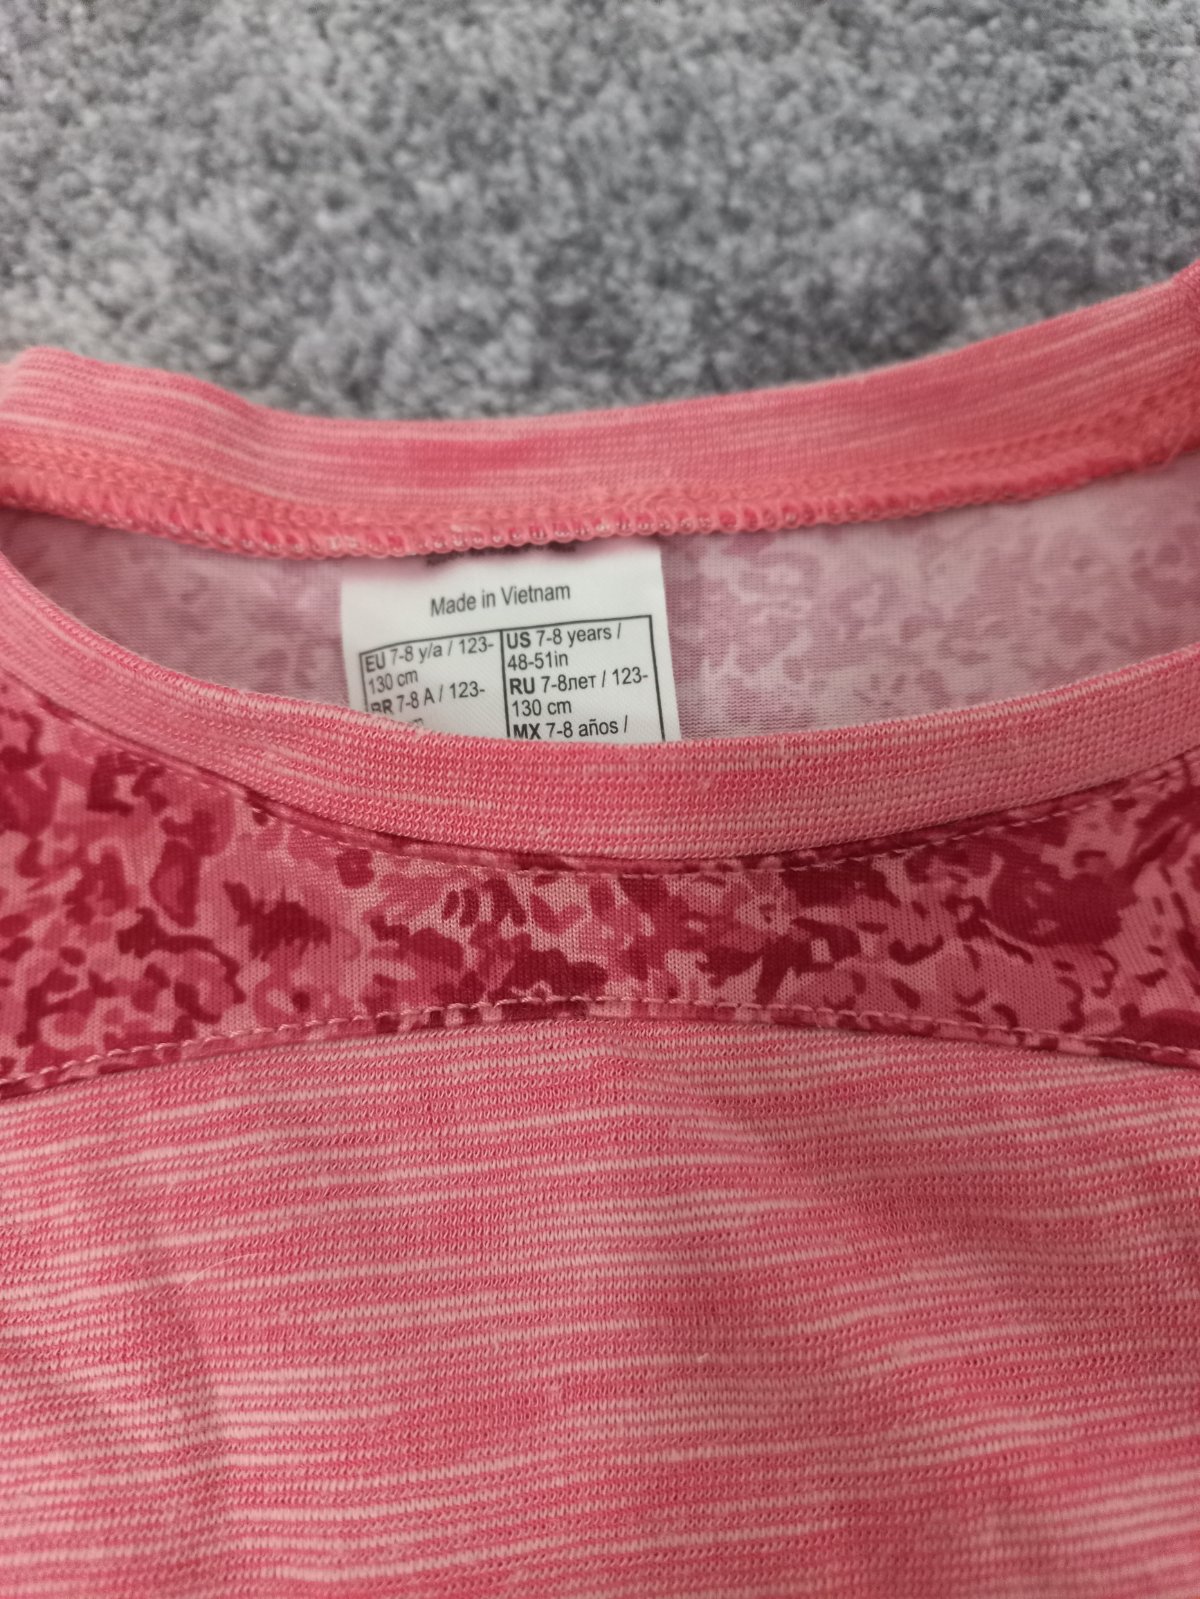 Made in Vietnam
EU 7-8 y/a / 123-
130 cm
BR 7-8 A / 123-
US 7-8 years /
48-51in
RU 7-8лет / 123-
130 cm
MX 7-8 años /